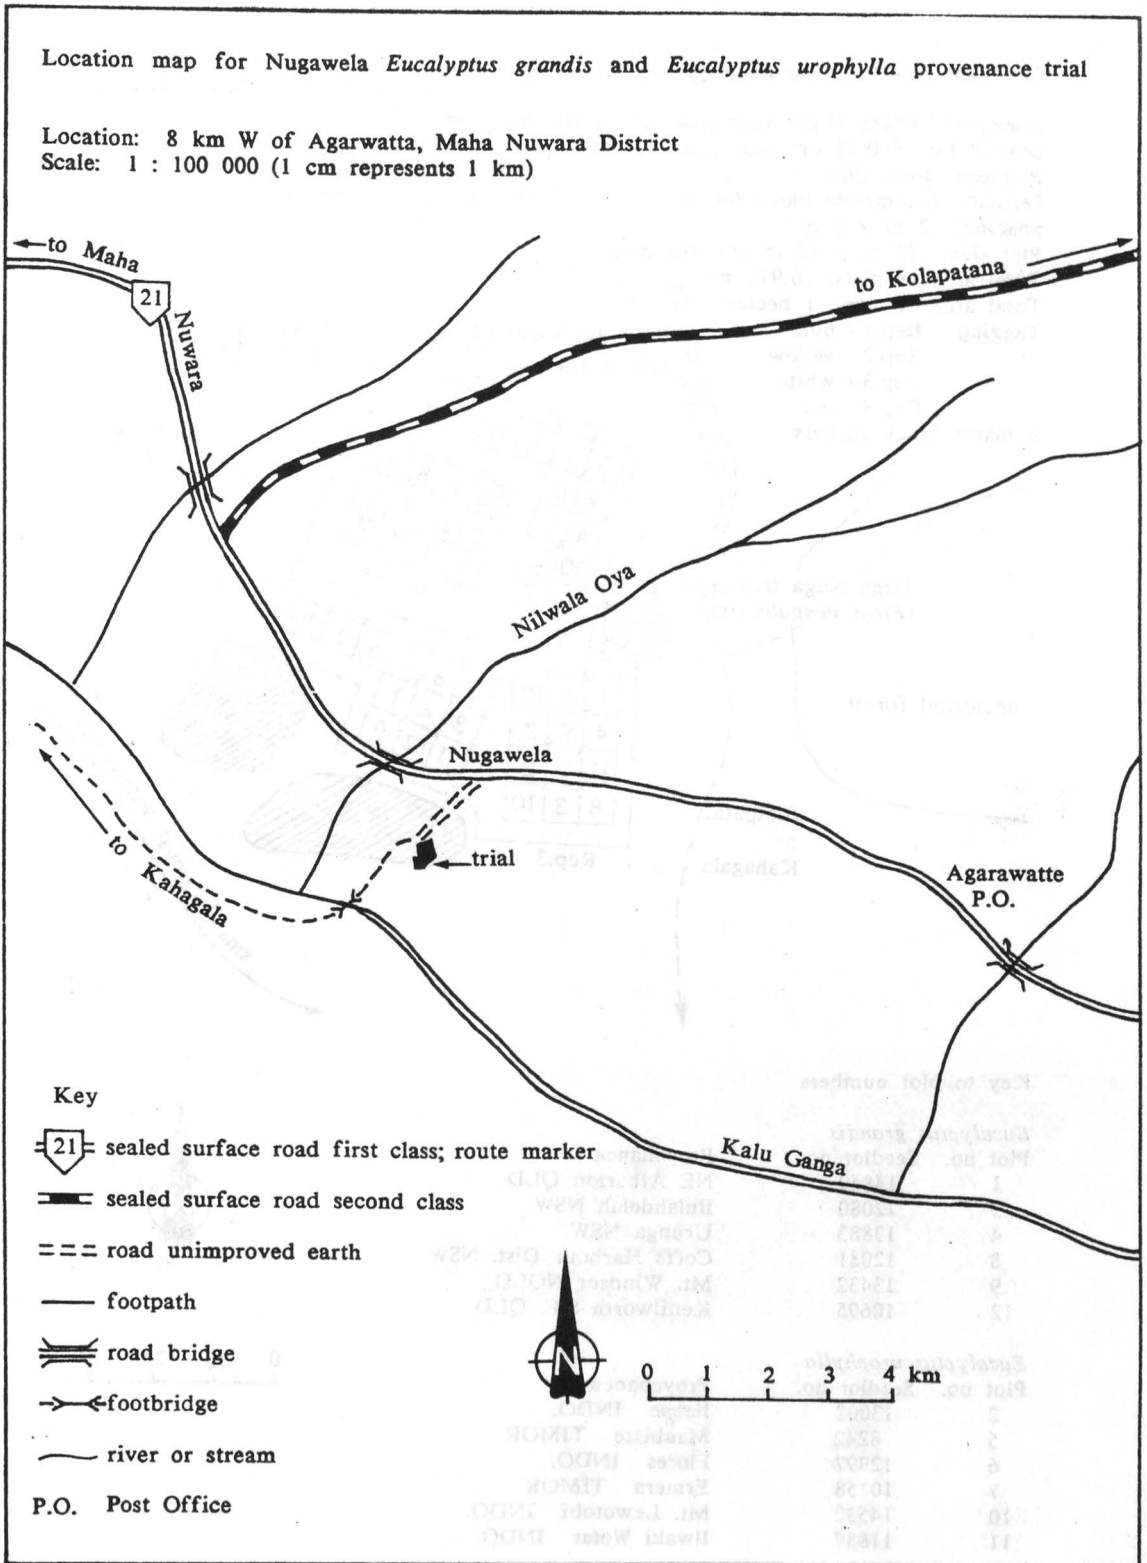 Location map for Nugawela Eucalyptus grandis and Eucalyptus urophylla provenance trial
Location: 8 km W of Agarwatta, Maha Nuwara District
Scale: 1 : 100 000 (1 cm represents 1 km)
to Maha
21
Nuwara
to Kolapatana
Nilwala Oya
Nugawela
trial
to Kahagala
Agarawatte
P.O.
Kalu Ganga
Key
21 sealed surface road first class; route marker
sealed surface road second class
road unimproved earth
footpath
road bridge
footbridge
river or stream
P.O. Post Office
N
0 1 2 3 4 km